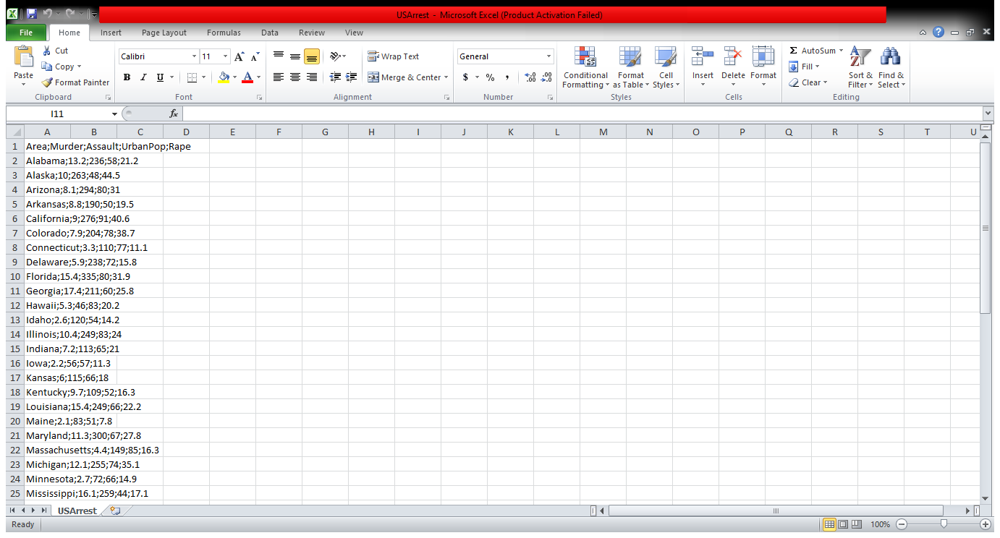 USArrest - Microsoft Excel (Product Activation Failed)
File Home Insert Page Layout Formulas Data Review View
Paste
Cut
Copy
Format Painter
Clipboard
Calibri 11
B I U
Font
Wrap Text
Merge & Center
Alignment
General
$ % ,
Number
Conditional Formatting
Format as Table
Cell Styles
Styles
Insert Delete Format
Cells
Σ AutoSum
Fill
Clear
Sort & Filter
Find & Select
Editing
I11 fx
A B C D E F G H I J K L M N O P Q R S T U
1 Area;Murder;Assault;UrbanPop;Rape
2 Alabama;13.2;236;58;21.2
3 Alaska;10;263;48;44.5
4 Arizona;8.1;294;80;31
5 Arkansas;8.8;190;50;19.5
6 California;9;276;91;40.6
7 Colorado;7.9;204;78;38.7
8 Connecticut;3.3;110;77;11.1
9 Delaware;5.9;238;72;15.8
10 Florida;15.4;335;80;31.9
11 Georgia;17.4;211;60;25.8
12 Hawaii;5.3;46;83;20.2
13 Idaho;2.6;120;54;14.2
14 Illinois;10.4;249;83;24
15 Indiana;7.2;113;65;21
16 Iowa;2.2;56;57;11.3
17 Kansas;6;115;66;18
18 Kentucky;9.7;109;52;16.3
19 Louisiana;15.4;249;66;22.2
20 Maine;2.1;83;51;7.8
21 Maryland;11.3;300;67;27.8
22 Massachusetts;4.4;149;85;16.3
23 Michigan;12.1;255;74;35.1
24 Minnesota;2.7;72;66;14.9
25 Mississippi;16.1;259;44;17.1
USArrest
Ready 100%